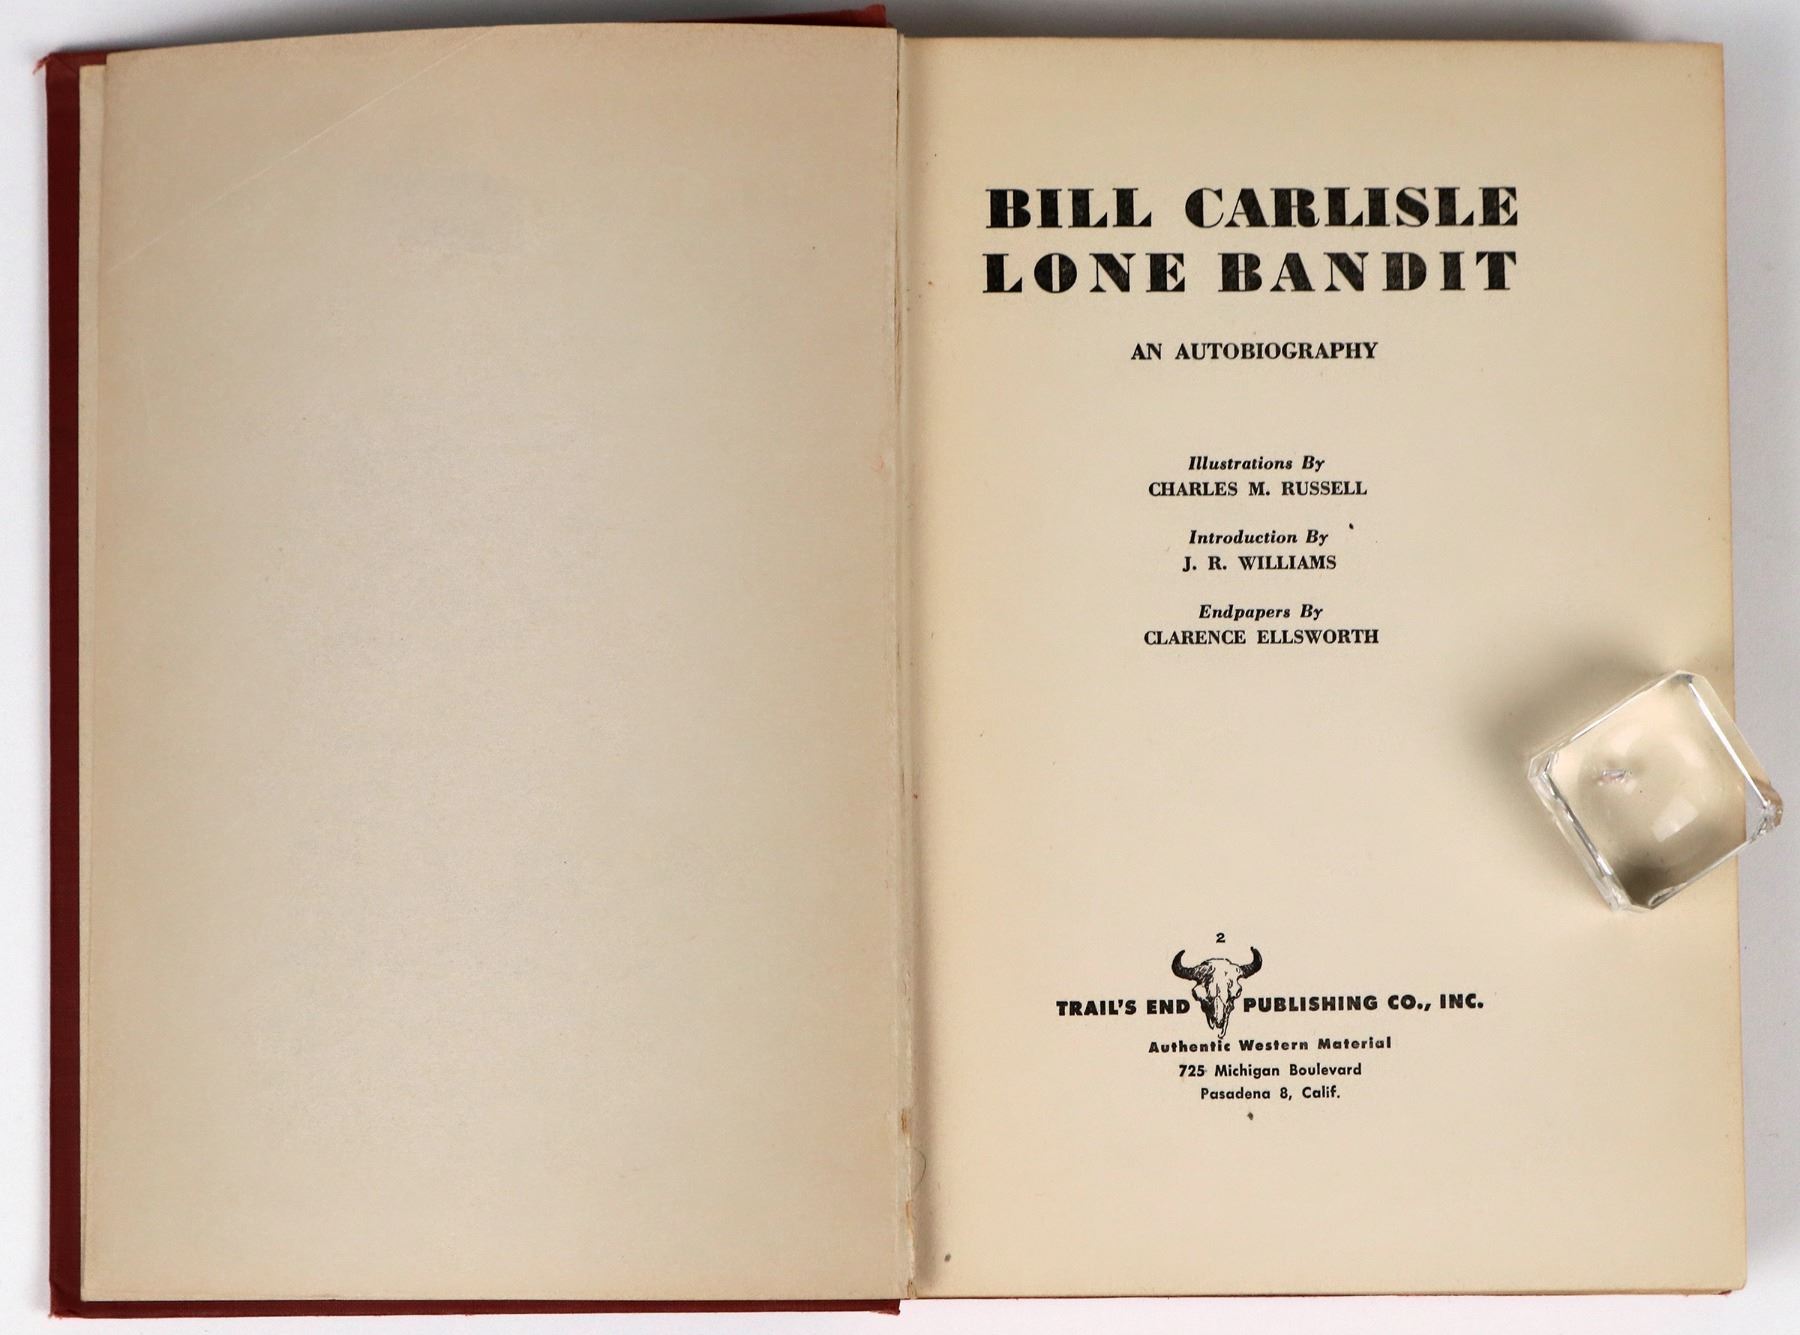 BILL CARLISLE
LONE BANDIT
AN AUTOBIOGRAPHY
Illustrations By
CHARLES M. RUSSELL
Introduction By
J. R. WILLIAMS
Endpapers By
CLARENCE ELLSWORTH
2
TRAIL'S END PUBLISHING CO., INC.
Authentic Western Material
725 Michigan Boulevard
Pasadena 8, Calif.